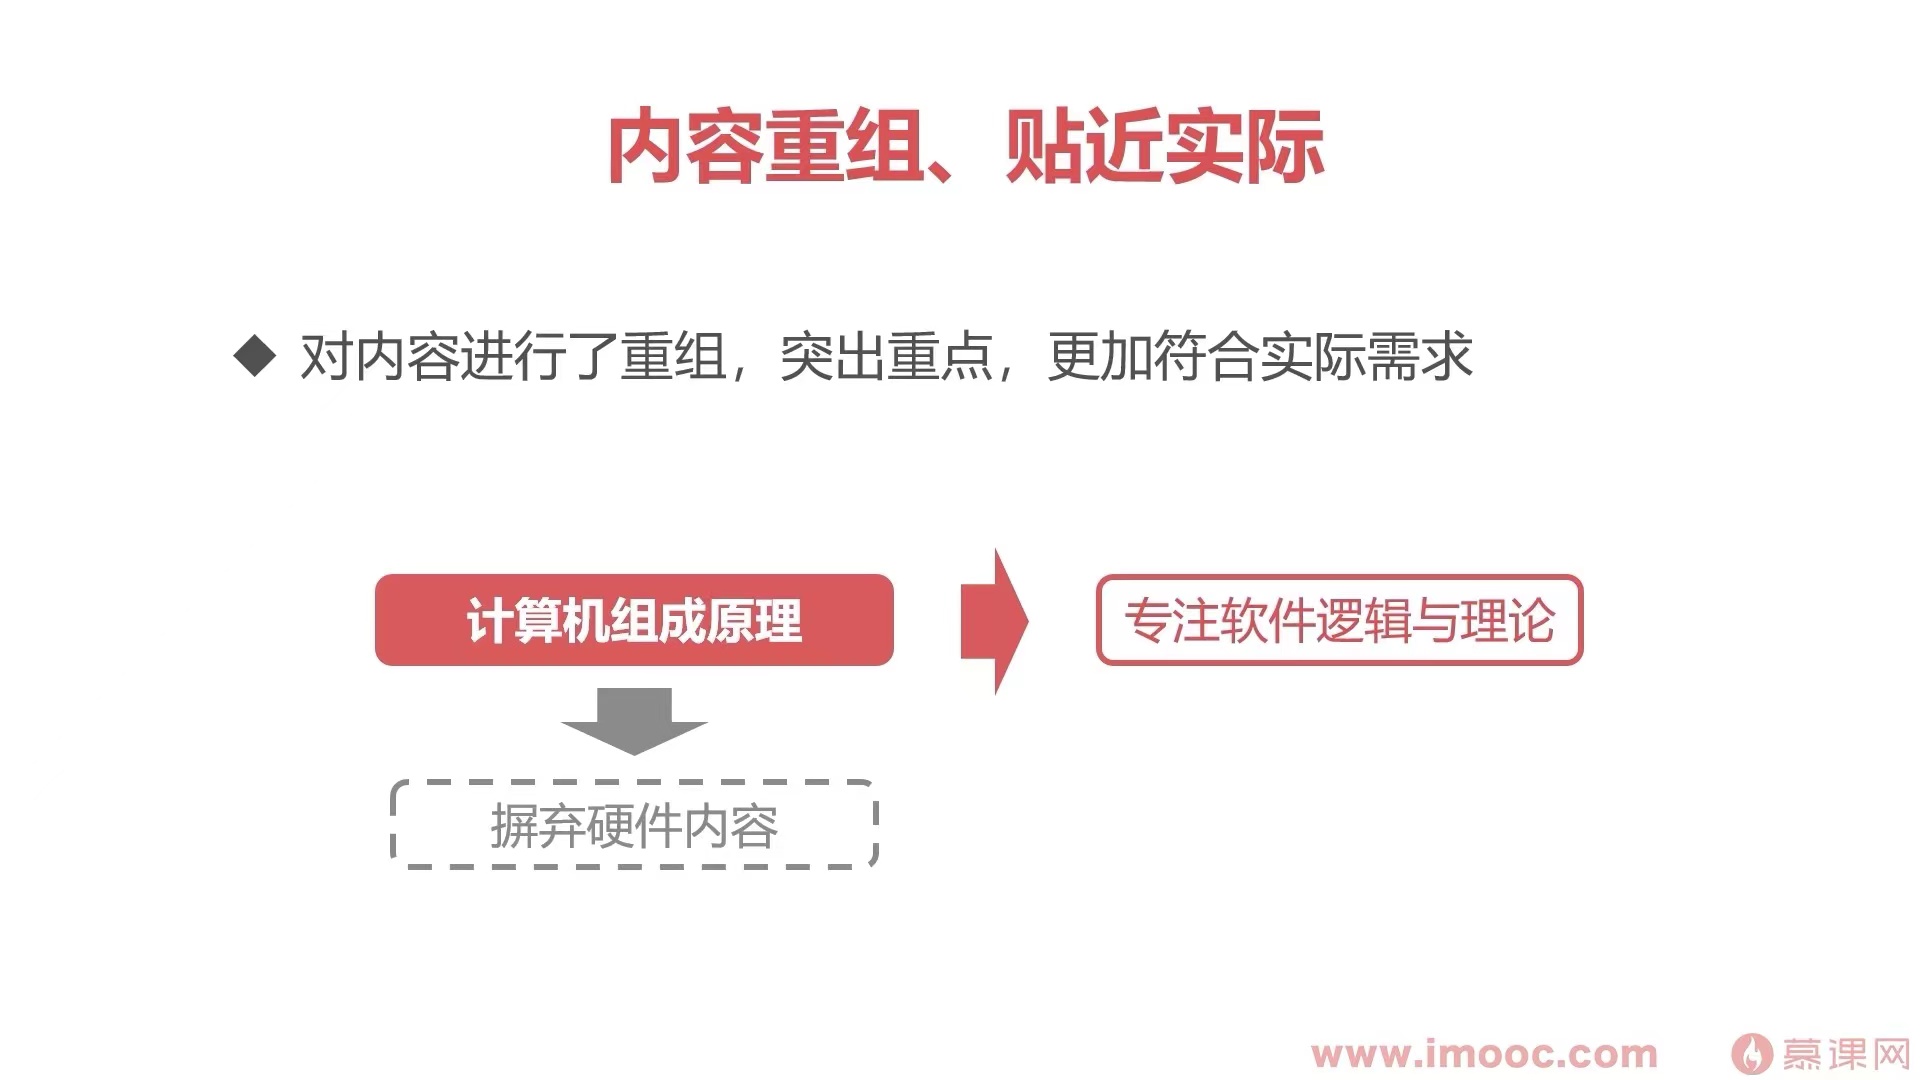 内容重组、贴近实际
◆ 对内容进行了重组，突出重点，更加符合实际需求
计算机组成原理
专注软件逻辑与理论
摒弃硬件内容
www.imooc.com
慕课网